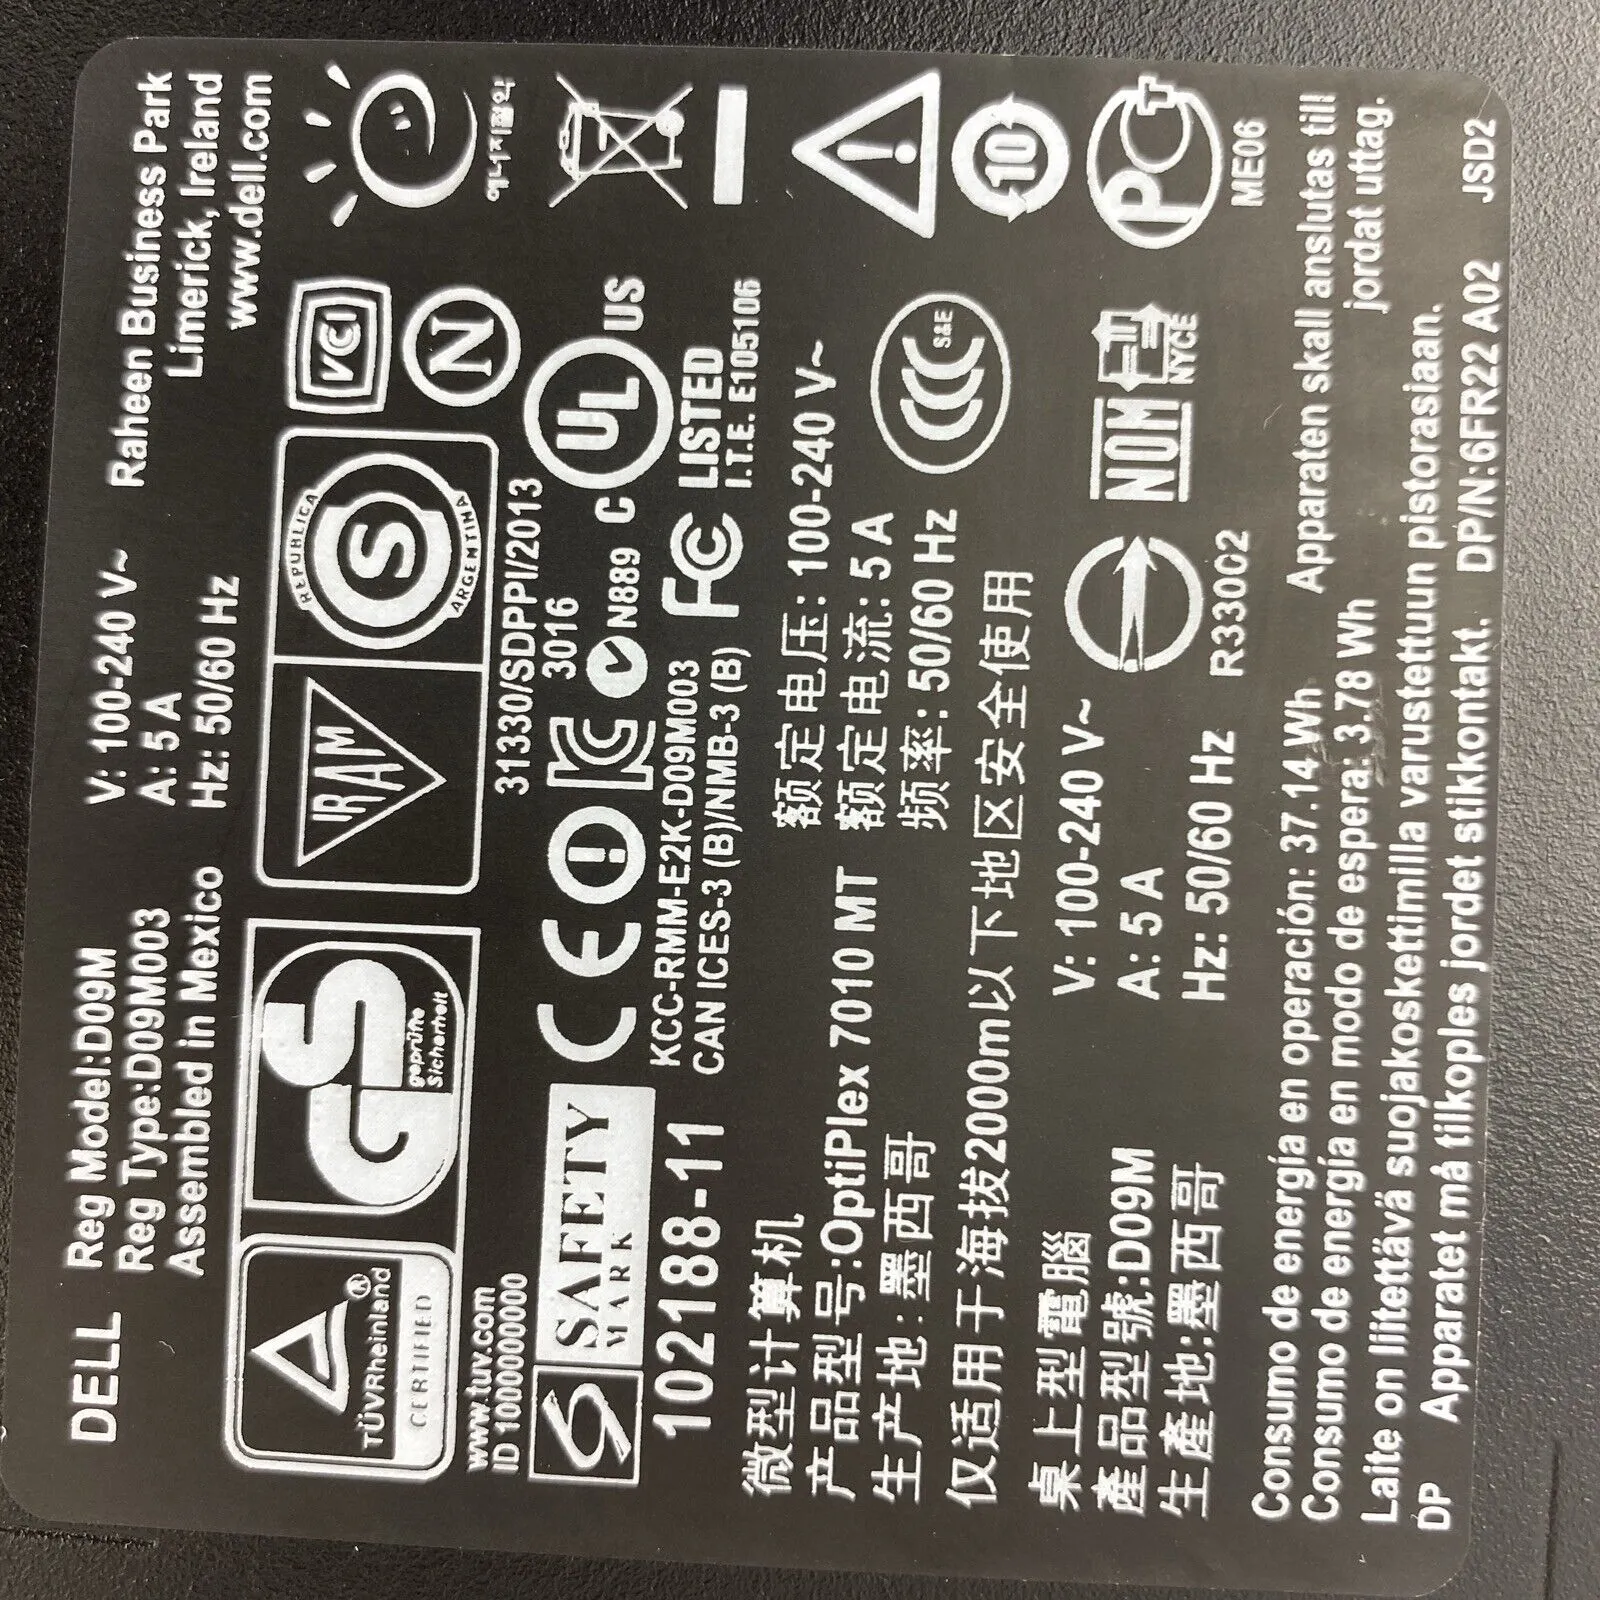 DELL
Reg Model:D09M
Reg Type:D09M003
Assembled in Mexico
V: 100-240 V~
A: 5 A
Hz: 50/60 Hz
Raheen Business Park
Limerick, Ireland
www.dell.com
TÜVRheinland®
CERTIFIED
GS
geprüfte
Sicherheit
IRAM
REPUBLICA
S
ARGENTINA
VCI
N
www.tuv.com
ID 1000000000
31330/SDPPI/2013
3016
SAFETY
MARK
CE
N889
C UL US
LISTED
I.T.E. E105106
102188-11
KCC-RMM-E2K-D09M003
CAN ICES-3 (B)/NMB-3 (B)
FC
微型计算机
产品型号:OptiPlex 7010 MT
生产地:墨西哥
仅适用于海拔2000m以下地区安全使用
额定电压: 100-240 V~
额定电流: 5 A
频率: 50/60 Hz
CCC
S&E
10
桌上型電腦
產品型號:D09M
生產地:墨西哥
V: 100-240 V~
A: 5 A
Hz: 50/60 Hz
R33002
NOM
NYCE
PCT
ME06
Consumo de energía en operación: 37.14 Wh
Consumo de energía en modo de espera: 3.78 Wh
Apparaten skall anslutas till
jordat uttag.
Laite on liitettävä suojakoskettimilla varustettuun pistorasiaan.
DP Apparatet må tilkoples jordet stikkontakt. DP/N:6FR22 A02 JSD2